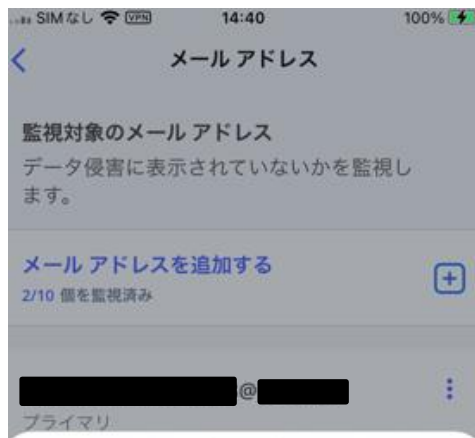 SIMなし VPN 14:40 100%
メール アドレス
監視対象のメール アドレス
データ侵害に表示されていないかを監視し
ます。
メール アドレスを追加する
2/10 個を監視済み
@
プライマリ